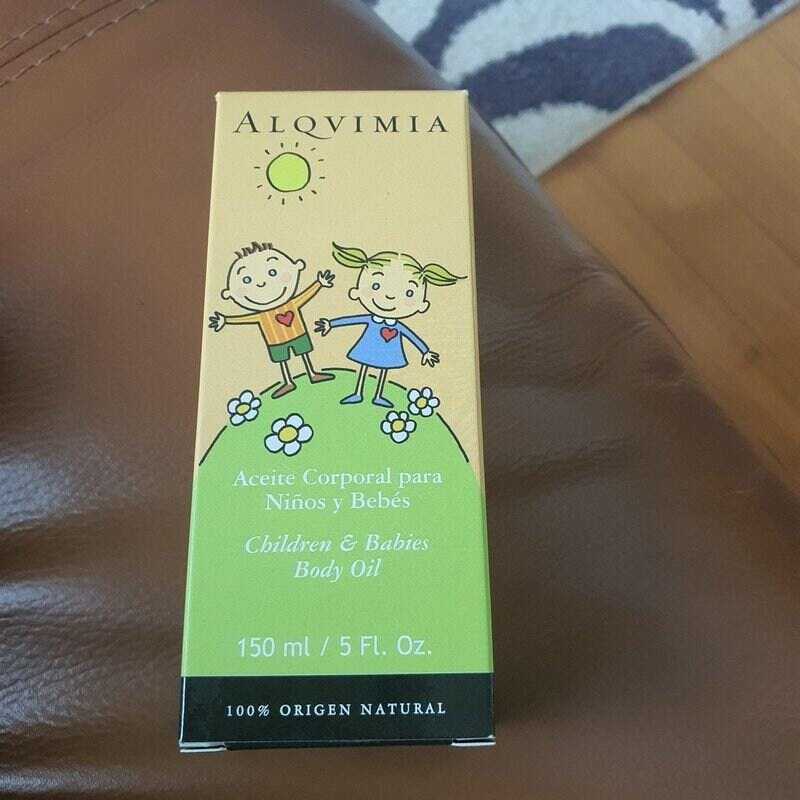 ALQVIMIA
Aceite Corporal para
Niños y Bebés
Children & Babies
Body Oil
150 ml / 5 Fl. Oz.
100% ORIGEN NATURAL